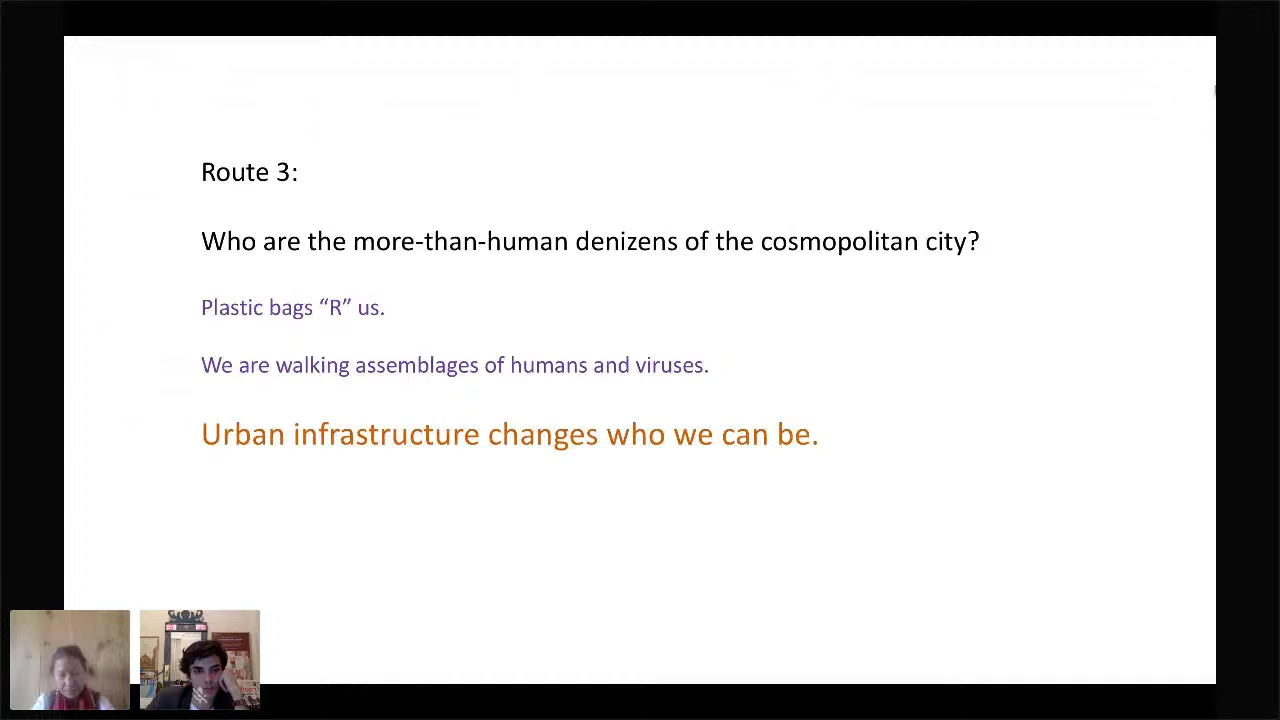 Route 3:
Who are the more-than-human denizens of the cosmopolitan city?
Plastic bags “R” us.
We are walking assemblages of humans and viruses.
Urban infrastructure changes who we can be.